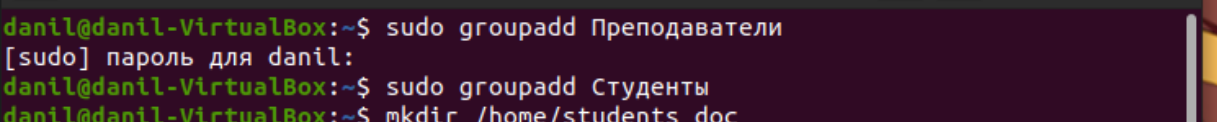 danil@danil-VirtualBox:~$ sudo groupadd Преподаватели
[sudo] пароль для danil:
danil@danil-VirtualBox:~$ sudo groupadd Студенты
danil@danil-VirtualBox:~$ mkdir /home/students_doc